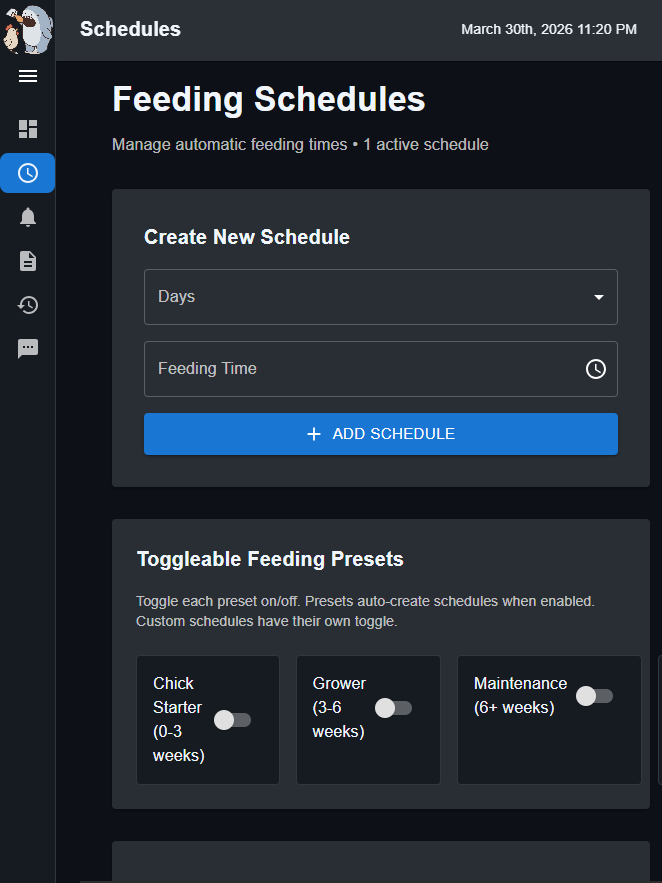 Schedules
March 30th, 2026 11:20 PM
Feeding Schedules
Manage automatic feeding times • 1 active schedule
Create New Schedule
Days
Feeding Time
+ ADD SCHEDULE
Toggleable Feeding Presets
Toggle each preset on/off. Presets auto-create schedules when enabled.
Custom schedules have their own toggle.
Chick
Starter
(0-3
weeks)
Grower
(3-6
weeks)
Maintenance
(6+ weeks)